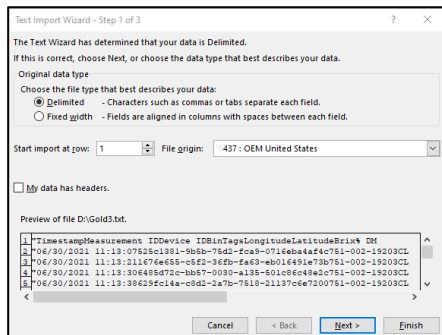 Text Import Wizard - Step 1 of 3 ? ×
The Text Wizard has determined that your data is Delimited.
If this is correct, choose Next, or choose the data type that best describes your data.
Original data type
Choose the file type that best describes your data:
Delimited - Characters such as commas or tabs separate each field.
Fixed width - Fields are aligned in columns with spaces between each field.
Start import at row: 1 File origin: 437 : OEM United States
My data has headers.
Preview of file D:\Gold3.txt.
1 "TimestampMeasurement IDDevice IDBinTagsLongitudeLatitudeBrix% DM
2 "06/30/2021 11:13:07525c1381-9b5b-75d2-fca9-0716eba4af4c751-002-19203CL
3 "06/30/2021 11:13:211676e655-c5f2-36fb-fa63-eb016491e73b751-002-19203CL
4 "06/30/2021 11:13:306485d72c-bb57-0030-a135-501c86c48e2c751-002-19203CL
5 "06/30/2021 11:13:38629fc14a-c8d2-2a7b-7518-21137c6e7200751-002-19203CL
Cancel < Back Next > Finish